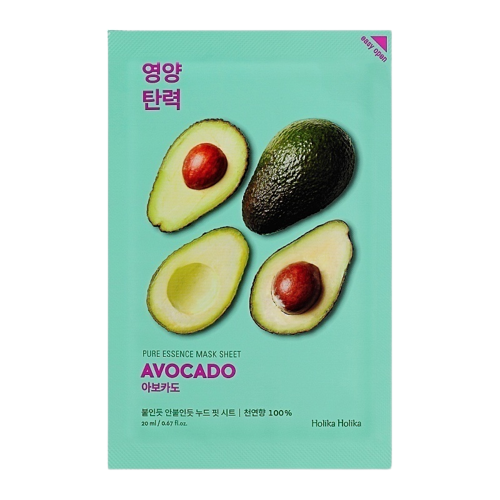 easy open
영양
탄력
PURE ESSENCE MASK SHEET
AVOCADO
아보카도
붙인듯 안붙인듯 누드 핏 시트 | 천연향 100%
20 ml / 0.67 fl.oz.
Holika Holika